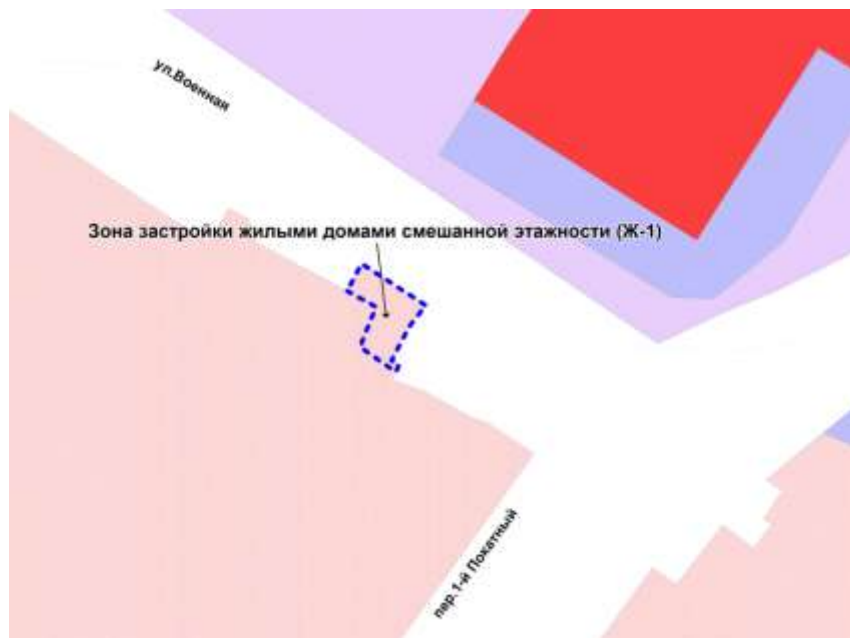 ул.Военная
Зона застройки жилыми домами смешанной этажности (Ж-1)
пер.1-й Покатный